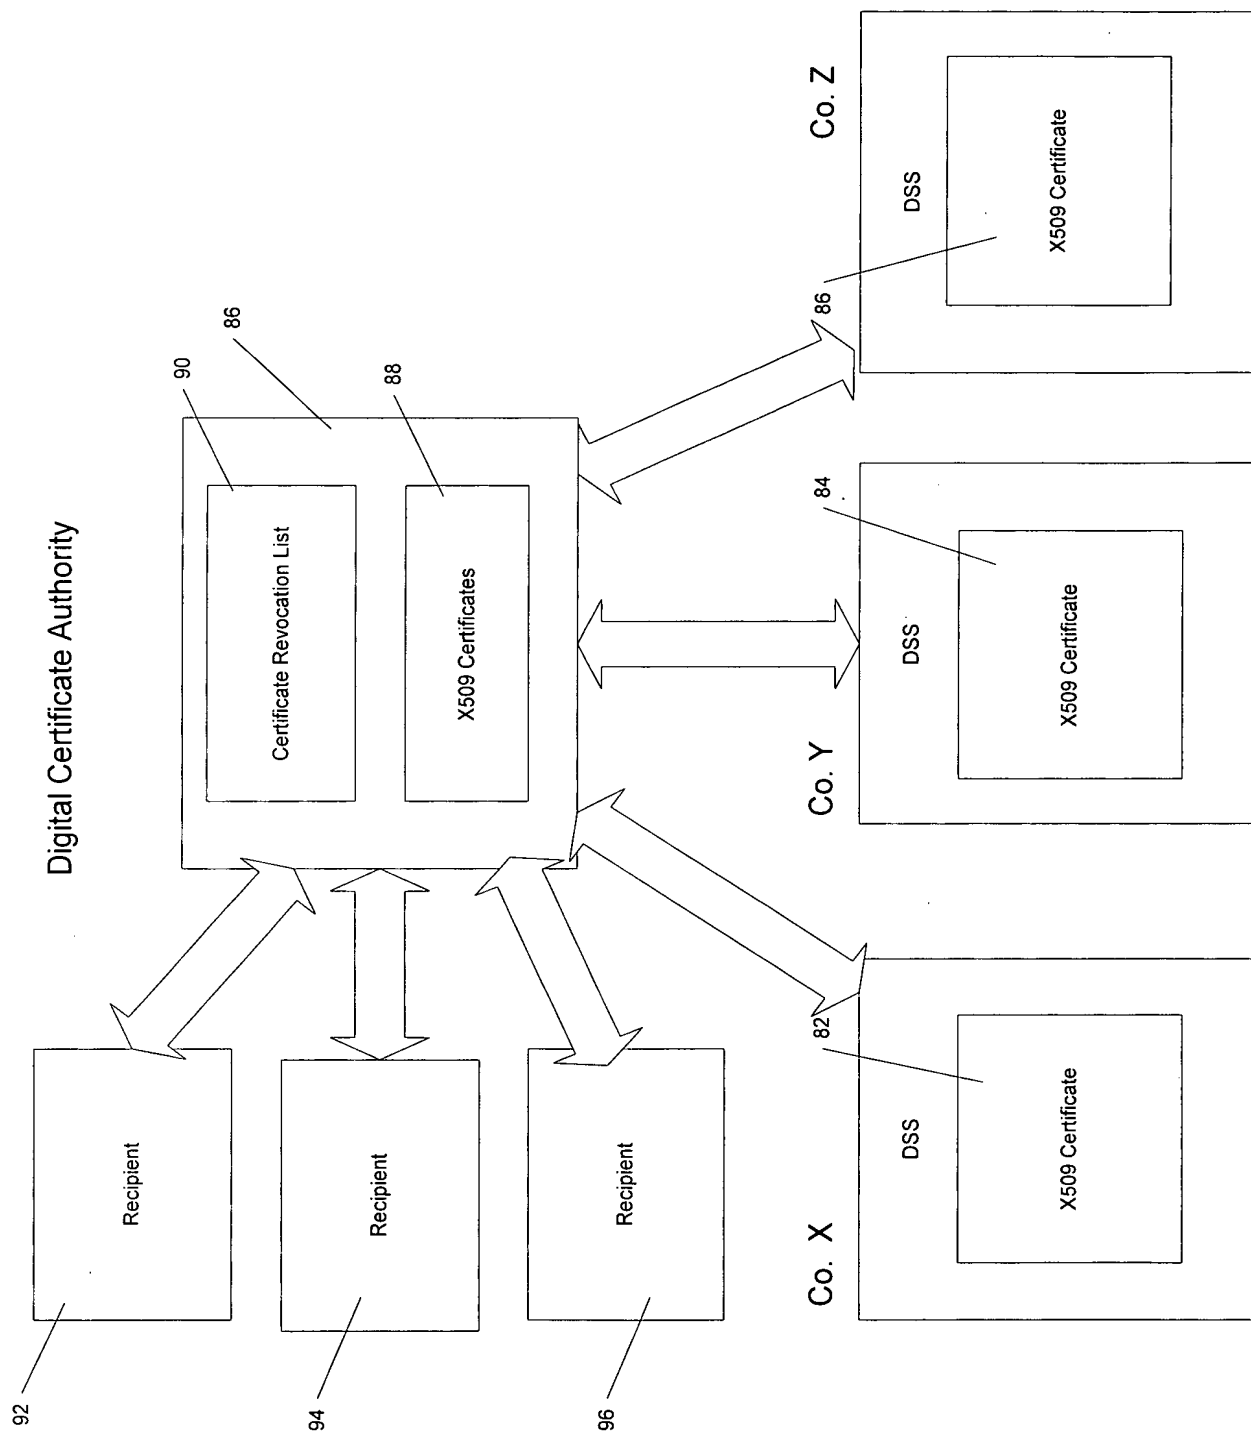 Digital Certificate Authority
90
86
Certificate Revocation List
88
X509 Certificates
92
Recipient
94
Recipient
96
Recipient
Co. X
82
DSS
X509 Certificate
Co. Y
84
DSS
X509 Certificate
Co. Z
86
DSS
X509 Certificate